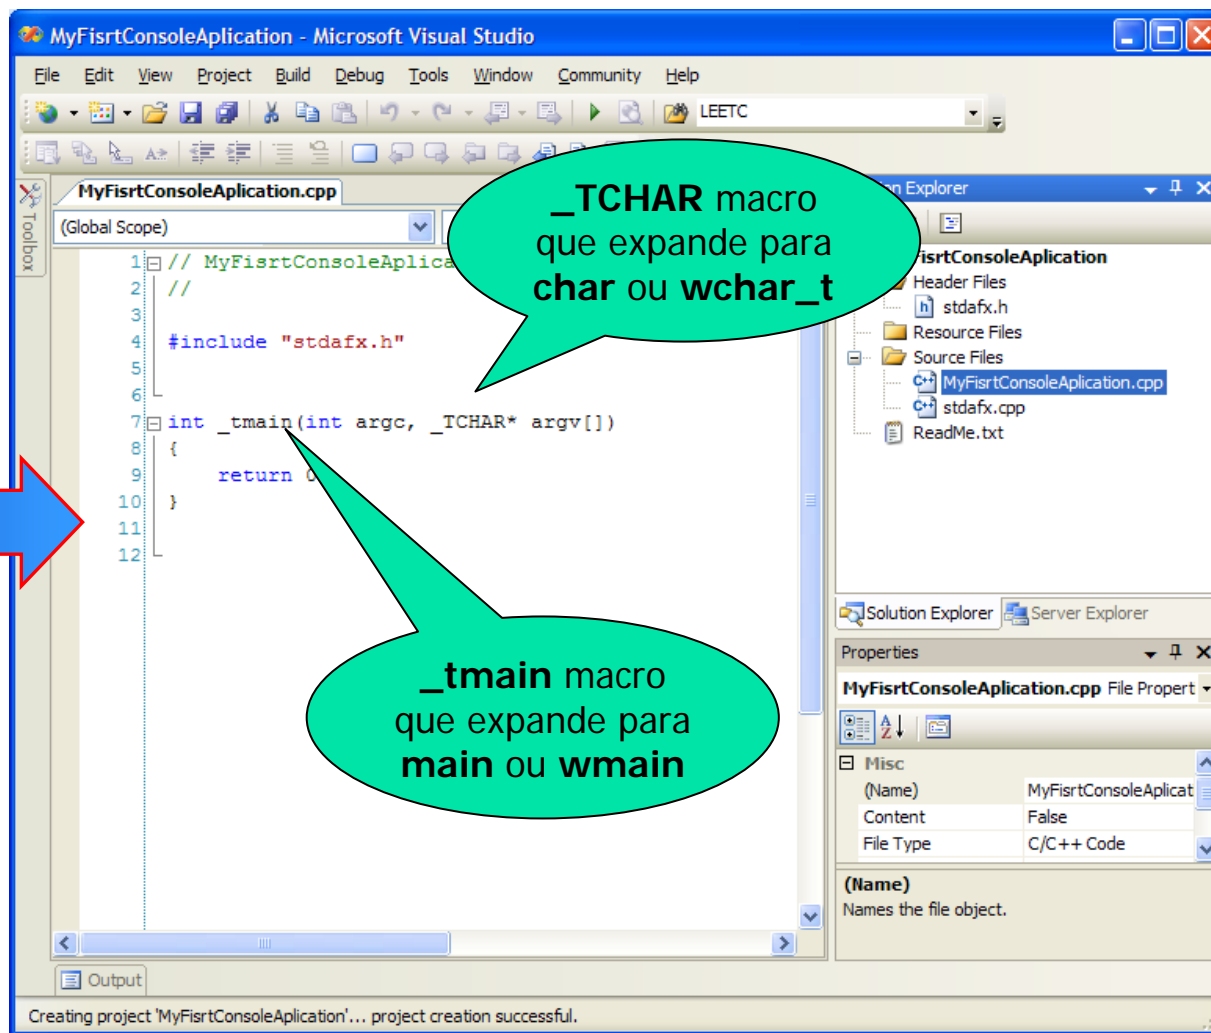 MyFisrtConsoleAplication - Microsoft Visual Studio
File Edit View Project Build Debug Tools Window Community Help
LEETC
Toolbox
MyFisrtConsoleAplication.cpp
(Global Scope)
1 // MyFisrtConsoleAplica
2 //
3
4 #include "stdafx.h"
5
6
7 int _tmain(int argc, _TCHAR* argv[])
8 {
9 return 0
10 }
11
12
_TCHAR macro
que expande para
char ou wchar_t
_tmain macro
que expande para
main ou wmain
Explorer
isrtConsoleAplication
Header Files
stdafx.h
Resource Files
Source Files
MyFisrtConsoleAplication.cpp
stdafx.cpp
ReadMe.txt
Solution Explorer Server Explorer
Properties
MyFisrtConsoleAplication.cpp File Propert
Misc
(Name) MyFisrtConsoleAplicat
Content False
File Type C/C++ Code
(Name)
Names the file object.
Output
Creating project 'MyFisrtConsoleAplication'... project creation successful.